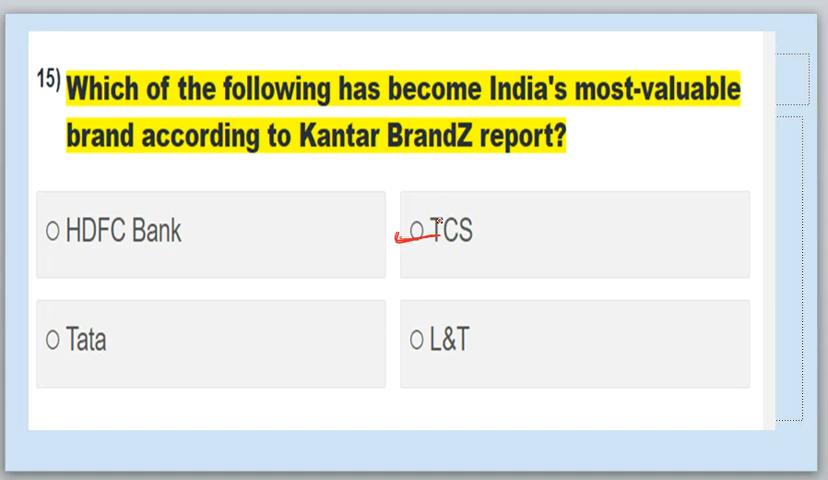 15) Which of the following has become India's most-valuable
brand according to Kantar BrandZ report?
HDFC Bank
TCS
Tata
L&T